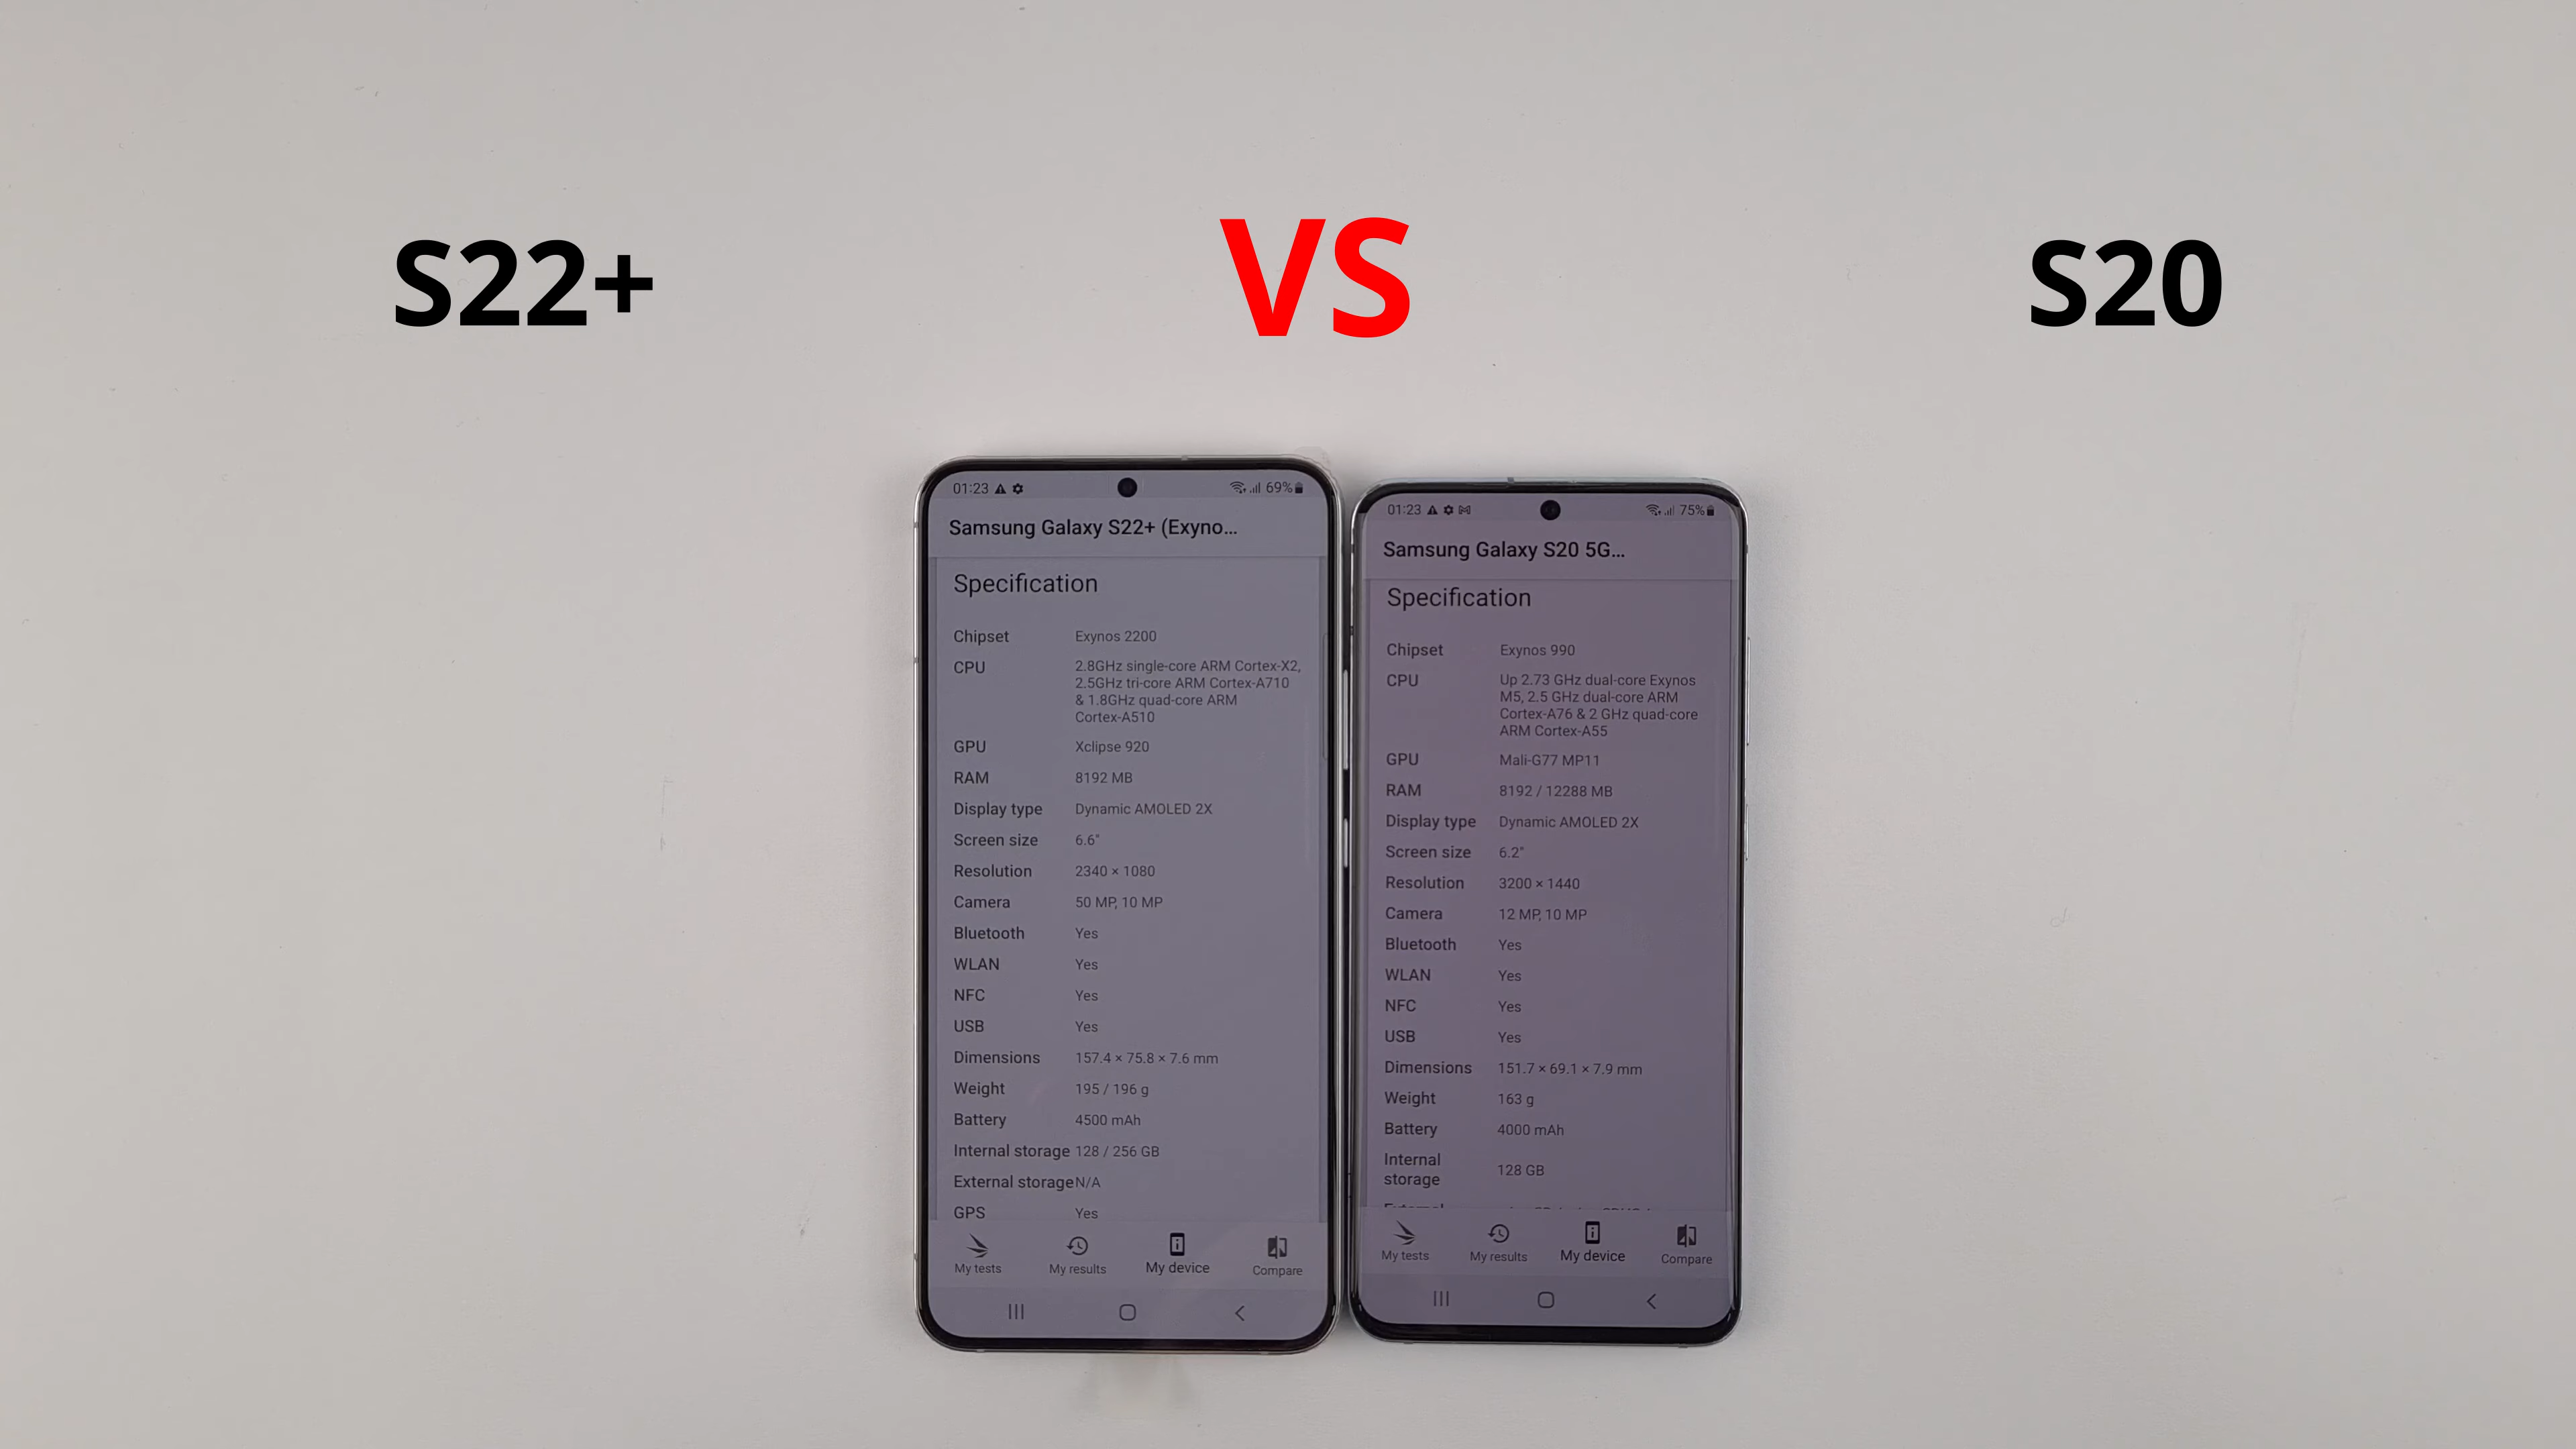 S22+
VS
S20
01:23
69%
Samsung Galaxy S22+ (Exyno...
Specification
Chipset Exynos 2200
CPU 2.8GHz single-core ARM Cortex-X2,
2.5GHz tri-core ARM Cortex-A710
& 1.8GHz quad-core ARM
Cortex-A510
GPU Xclipse 920
RAM 8192 MB
Display type Dynamic AMOLED 2X
Screen size 6.6"
Resolution 2340 × 1080
Camera 50 MP, 10 MP
Bluetooth Yes
WLAN Yes
NFC Yes
USB Yes
Dimensions 157.4 × 75.8 × 7.6 mm
Weight 195 / 196 g
Battery 4500 mAh
Internal storage 128 / 256 GB
External storage N/A
GPS Yes
My tests My results My device Compare
01:23
75%
Samsung Galaxy S20 5G...
Specification
Chipset Exynos 990
CPU Up 2.73 GHz dual-core Exynos
M5, 2.5 GHz dual-core ARM
Cortex-A76 & 2 GHz quad-core
ARM Cortex-A55
GPU Mali-G77 MP11
RAM 8192 / 12288 MB
Display type Dynamic AMOLED 2X
Screen size 6.2"
Resolution 3200 × 1440
Camera 12 MP, 10 MP
Bluetooth Yes
WLAN Yes
NFC Yes
USB Yes
Dimensions 151.7 × 69.1 × 7.9 mm
Weight 163 g
Battery 4000 mAh
Internal
storage 128 GB
My tests My results My device Compare